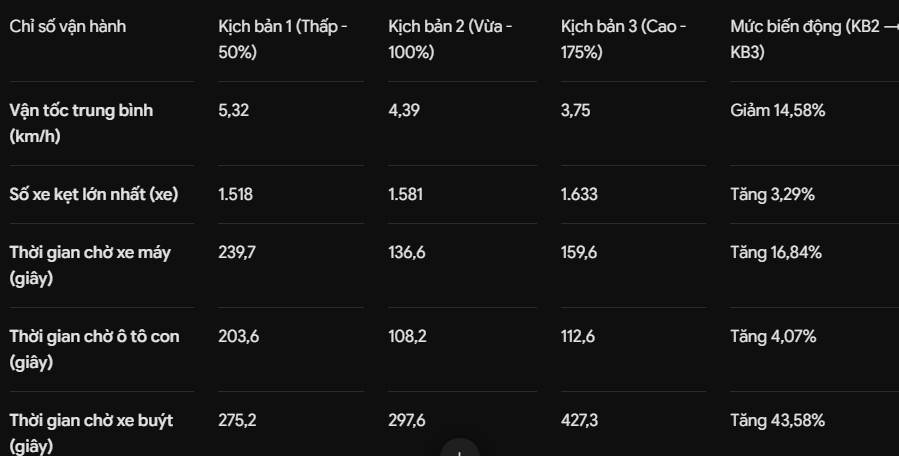 Chỉ số vận hành
Kịch bản 1 (Thấp -
50%)
Kịch bản 2 (Vừa -
100%)
Kịch bản 3 (Cao -
175%)
Mức biến động (KB2 →
KB3)
Vận tốc trung bình
(km/h)
5,32
4,39
3,75
Giảm 14,58%
Số xe kẹt lớn nhất (xe)
1.518
1.581
1.633
Tăng 3,29%
Thời gian chờ xe máy
(giây)
239,7
136,6
159,6
Tăng 16,84%
Thời gian chờ ô tô con
(giây)
203,6
108,2
112,6
Tăng 4,07%
Thời gian chờ xe buýt
(giây)
275,2
297,6
427,3
Tăng 43,58%